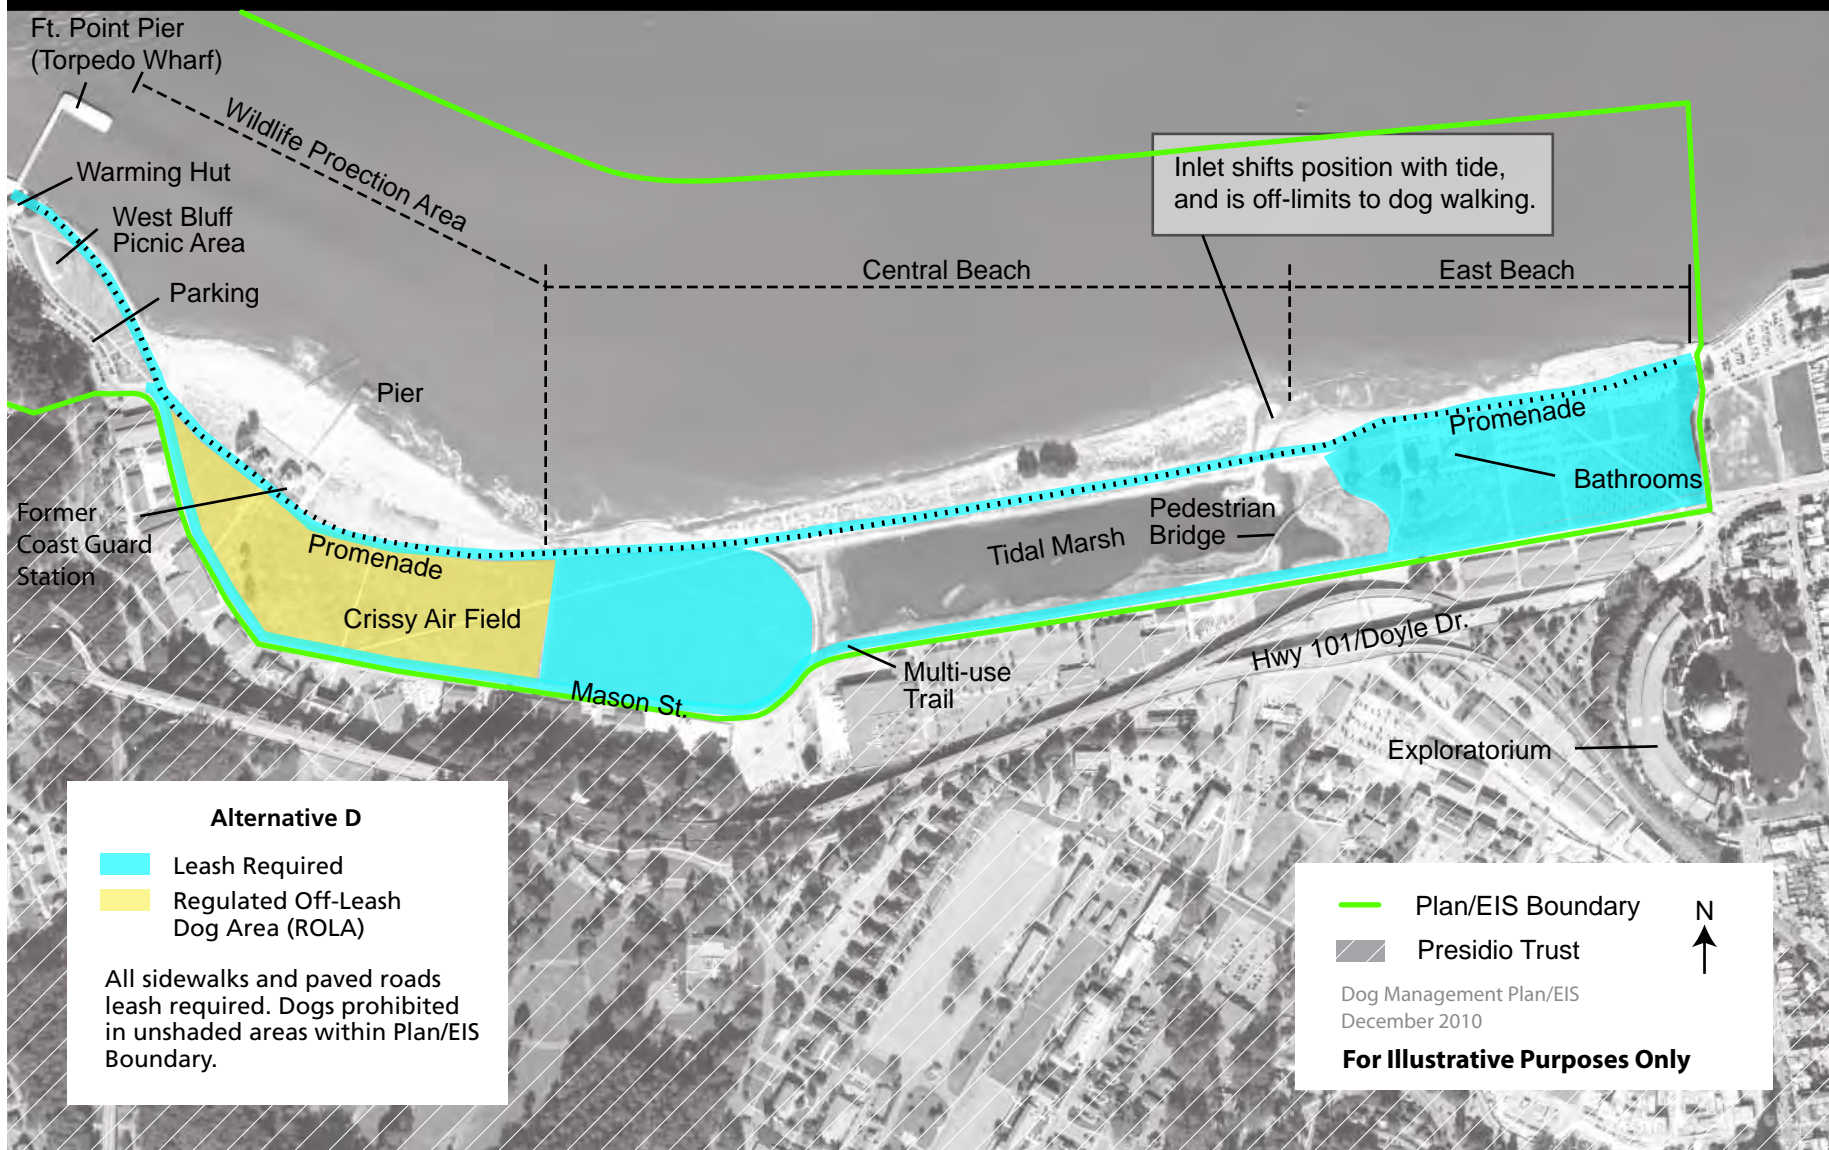 Ft. Point Pier
(Torpedo Wharf)
Wildlife Proection Area
Warming Hut
West Bluff
Picnic Area
Parking
Inlet shifts position with tide,
and is off-limits to dog walking.
Central Beach
East Beach
Pier
Promenade
Bathrooms
Former
Coast Guard
Station
Promenade
Crissy Air Field
Tidal Marsh
Pedestrian
Bridge
Mason St.
Multi-use
Trail
Hwy 101/Doyle Dr.
Exploratorium
Alternative D
Leash Required
Regulated Off-Leash
Dog Area (ROLA)
All sidewalks and paved roads
leash required. Dogs prohibited
in unshaded areas within Plan/EIS
Boundary.
Plan/EIS Boundary
N
Presidio Trust
Dog Management Plan/EIS
December 2010
For Illustrative Purposes Only